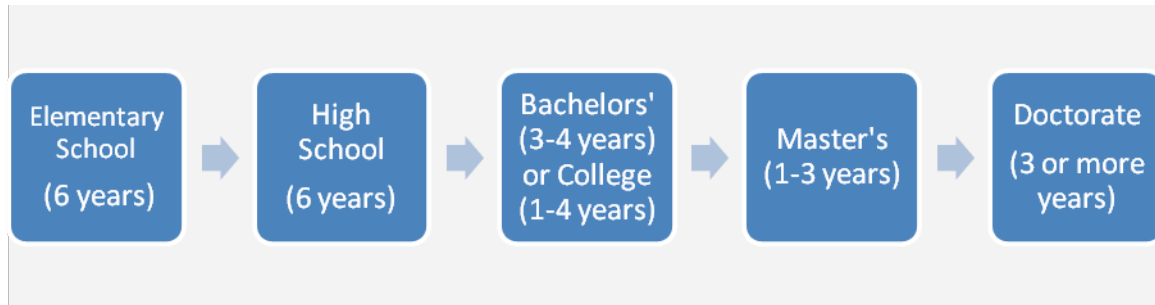 Elementary
School
(6 years)
High
School
(6 years)
Bachelors'
(3-4 years)
or College
(1-4 years)
Master's
(1-3 years)
Doctorate
(3 or more
years)